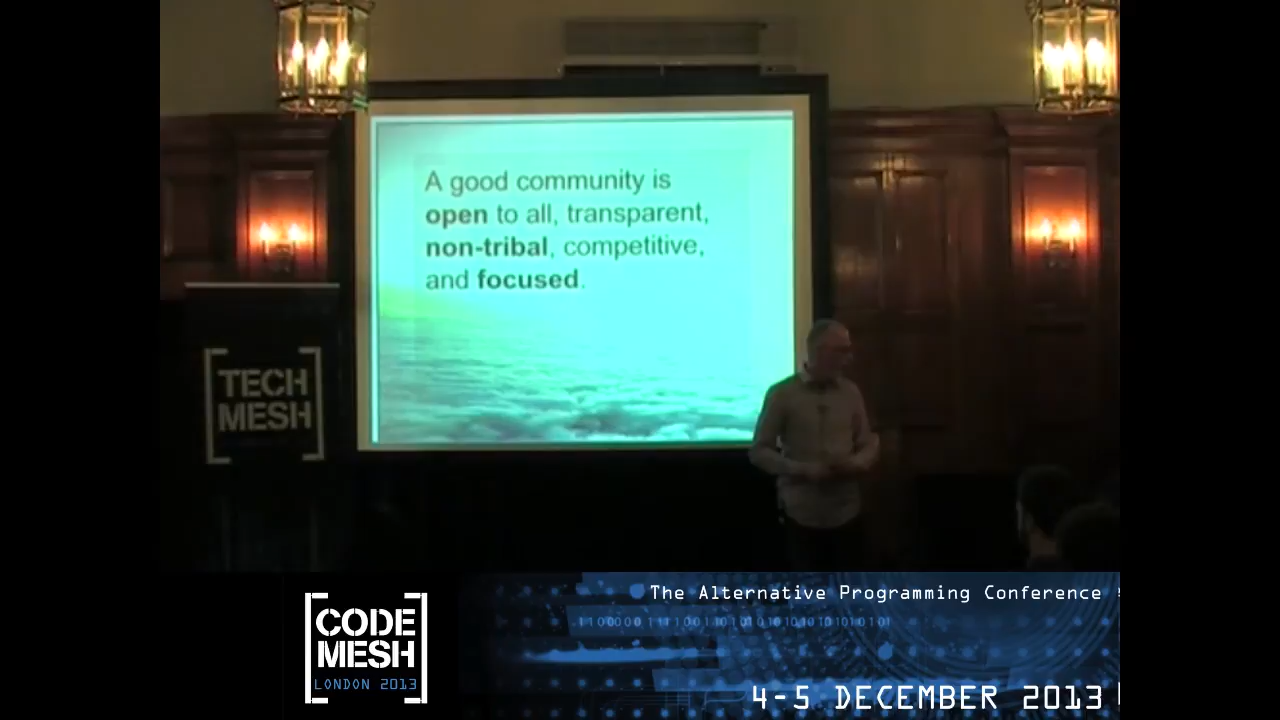 A good community is
open to all, transparent,
non-tribal, competitive,
and focused.
TECH
MESH
CODE
MESH
LONDON 2013
The Alternative Programming Conference
4-5 DECEMBER 2013